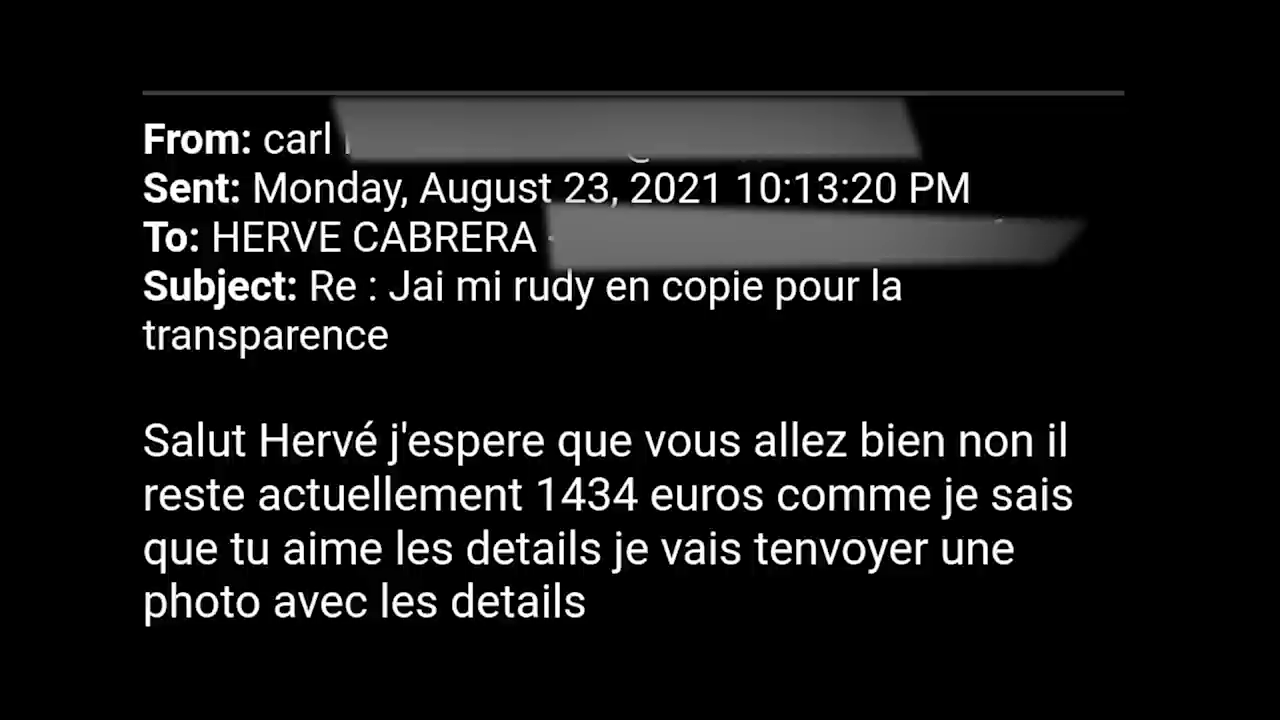 From: carl
Sent: Monday, August 23, 2021 10:13:20 PM
To: HERVE CABRERA
Subject: Re : Jai mi rudy en copie pour la
transparence
Salut Hervé j'espere que vous allez bien non il
reste actuellement 1434 euros comme je sais
que tu aime les details je vais tenvoyer une
photo avec les details